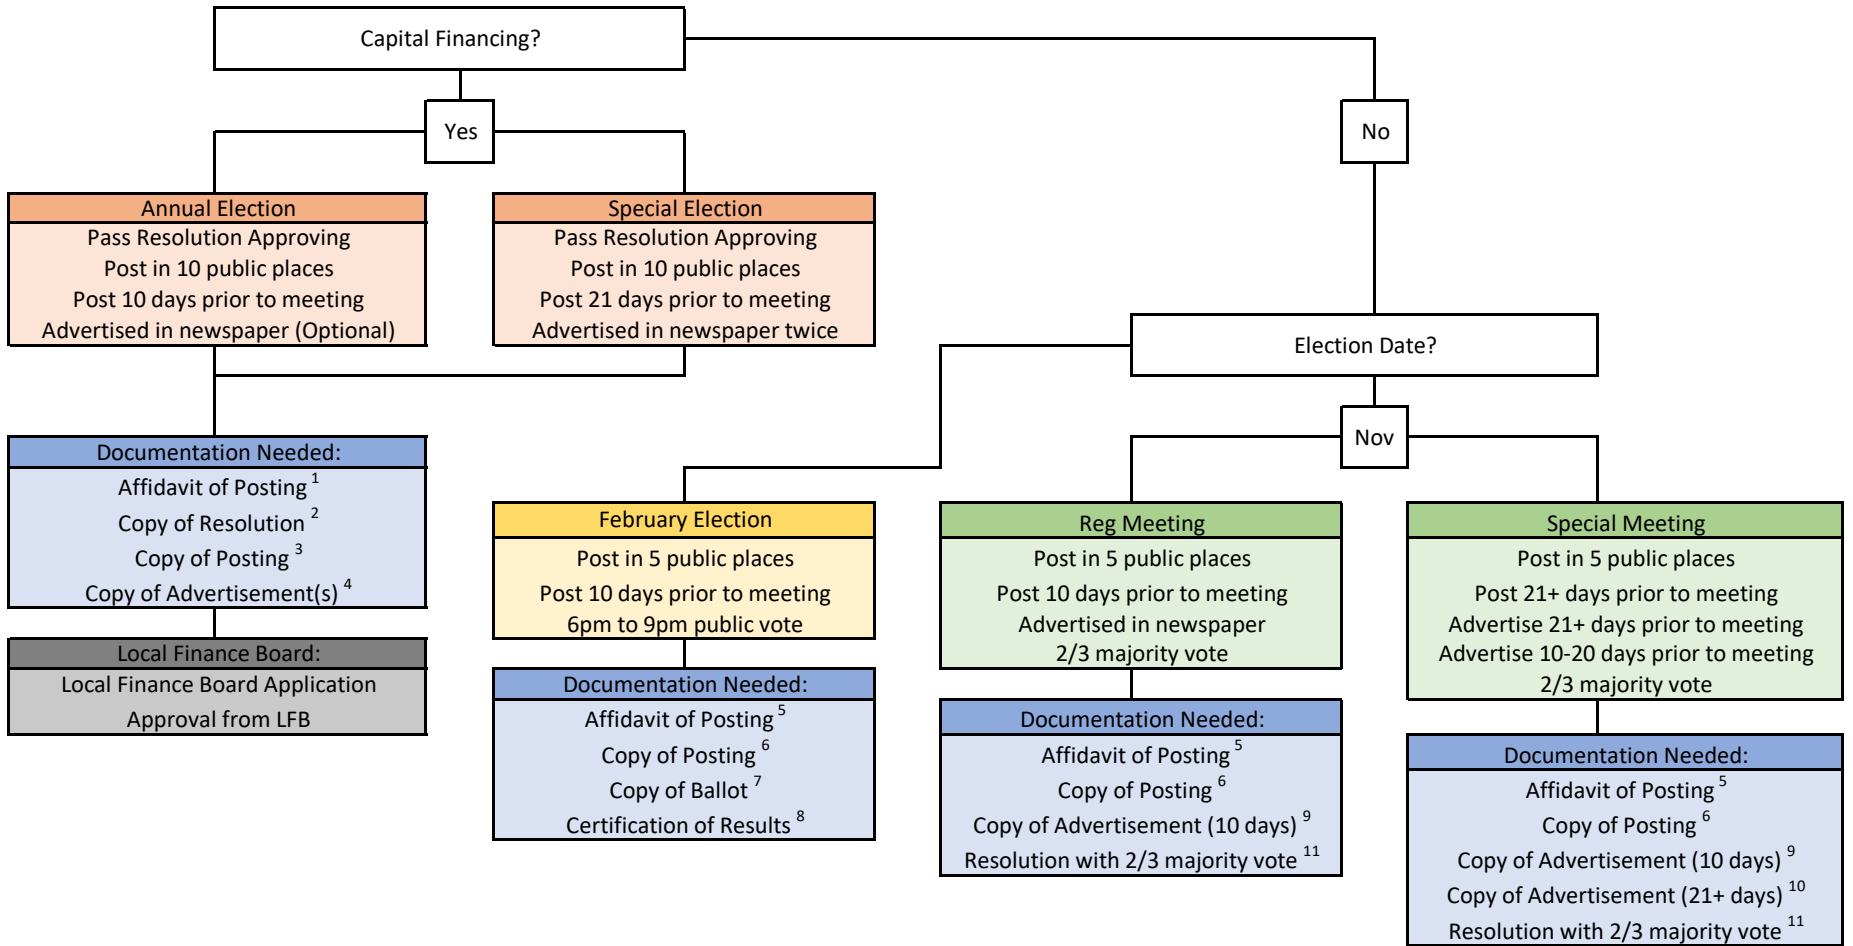 Capital Financing?
Yes
No
Annual Election
Pass Resolution Approving
Post in 10 public places
Post 10 days prior to meeting
Advertised in newspaper (Optional)
Special Election
Pass Resolution Approving
Post in 10 public places
Post 21 days prior to meeting
Advertised in newspaper twice
Election Date?
Nov
Documentation Needed:
Affidavit of Posting 1
Copy of Resolution 2
Copy of Posting 3
Copy of Advertisement(s) 4
Local Finance Board:
Local Finance Board Application
Approval from LFB
February Election
Post in 5 public places
Post 10 days prior to meeting
6pm to 9pm public vote
Documentation Needed:
Affidavit of Posting 5
Copy of Posting 6
Copy of Ballot 7
Certification of Results 8
Reg Meeting
Post in 5 public places
Post 10 days prior to meeting
Advertised in newspaper
2/3 majority vote
Documentation Needed:
Affidavit of Posting 5
Copy of Posting 6
Copy of Advertisement (10 days) 9
Resolution with 2/3 majority vote 11
Special Meeting
Post in 5 public places
Post 21+ days prior to meeting
Advertise 21+ days prior to meeting
Advertise 10-20 days prior to meeting
2/3 majority vote
Documentation Needed:
Affidavit of Posting 5
Copy of Posting 6
Copy of Advertisement (10 days) 9
Copy of Advertisement (21+ days) 10
Resolution with 2/3 majority vote 11